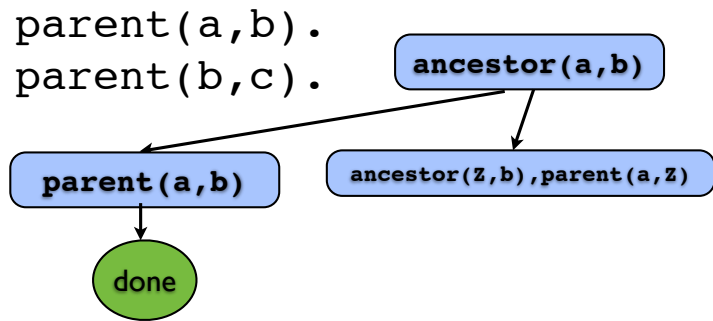 parent(a,b).
parent(b,c).
ancestor(a,b)
parent(a,b)
ancestor(Z,b),parent(a,Z)
done